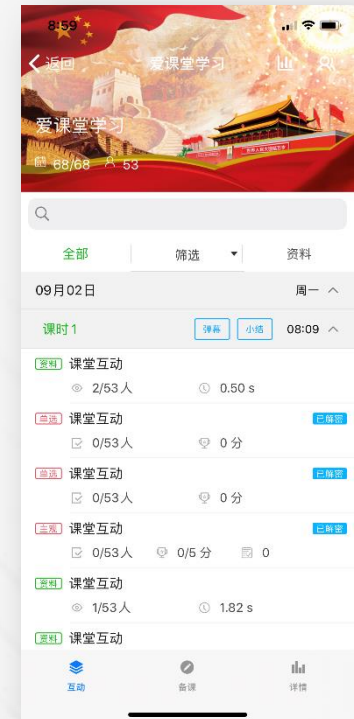 8:59
返回 爱课堂学习
爱课堂学习
68/68 53
全部 筛选 资料
09月02日 周一
课时1 弹幕 小结 08:09
资料 课堂互动
2/53人 0.50 s
单选 课堂互动 已解密
0/53人 0 分
单选 课堂互动 已解密
0/53人 0 分
主观 课堂互动 已解密
0/53人 0/5 分 0
资料 课堂互动
1/53人 1.82 s
资料 课堂互动
互动 备课 详情